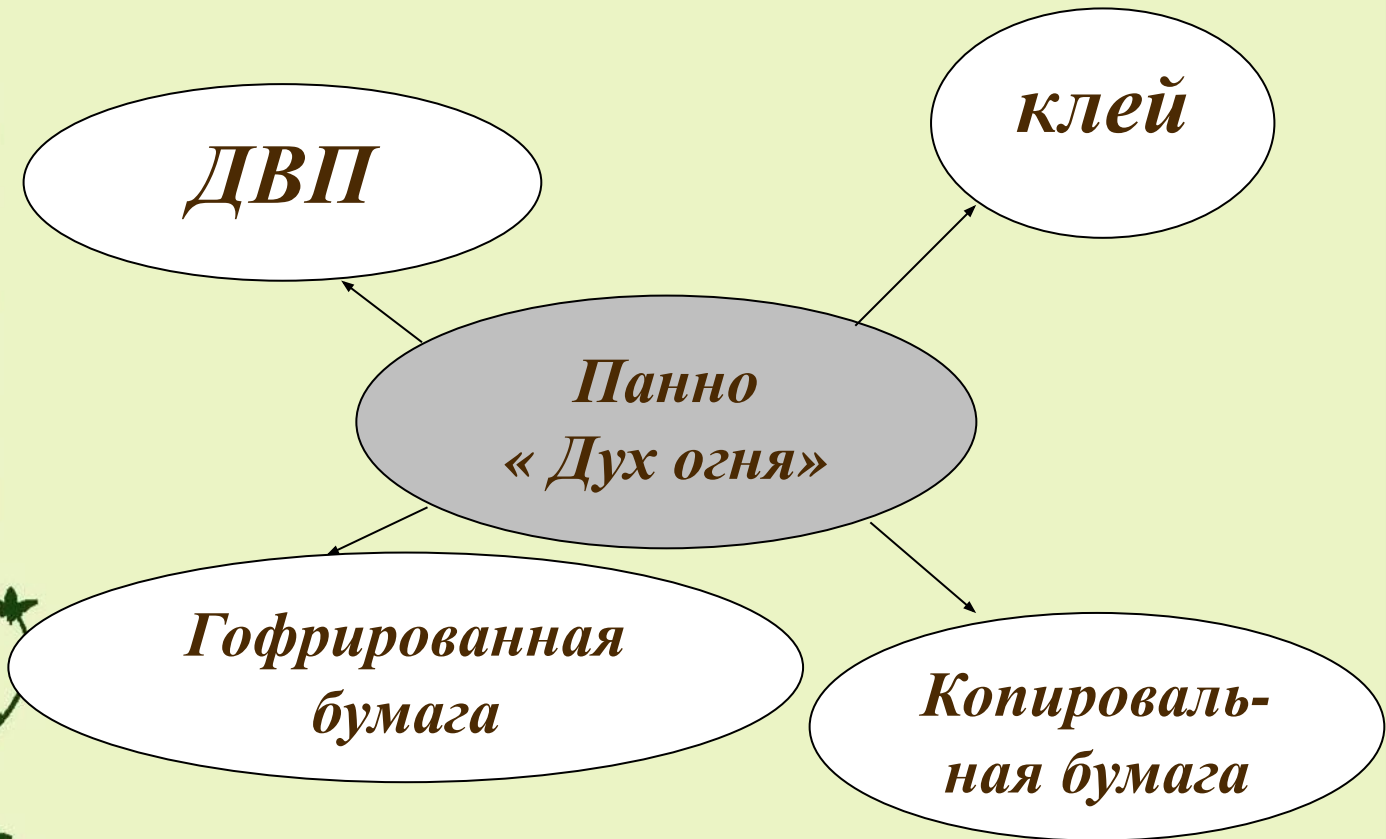 ДВП
клей
Панно
« Дух огня»
Гофрированная
бумага
Копироваль-
ная бумага